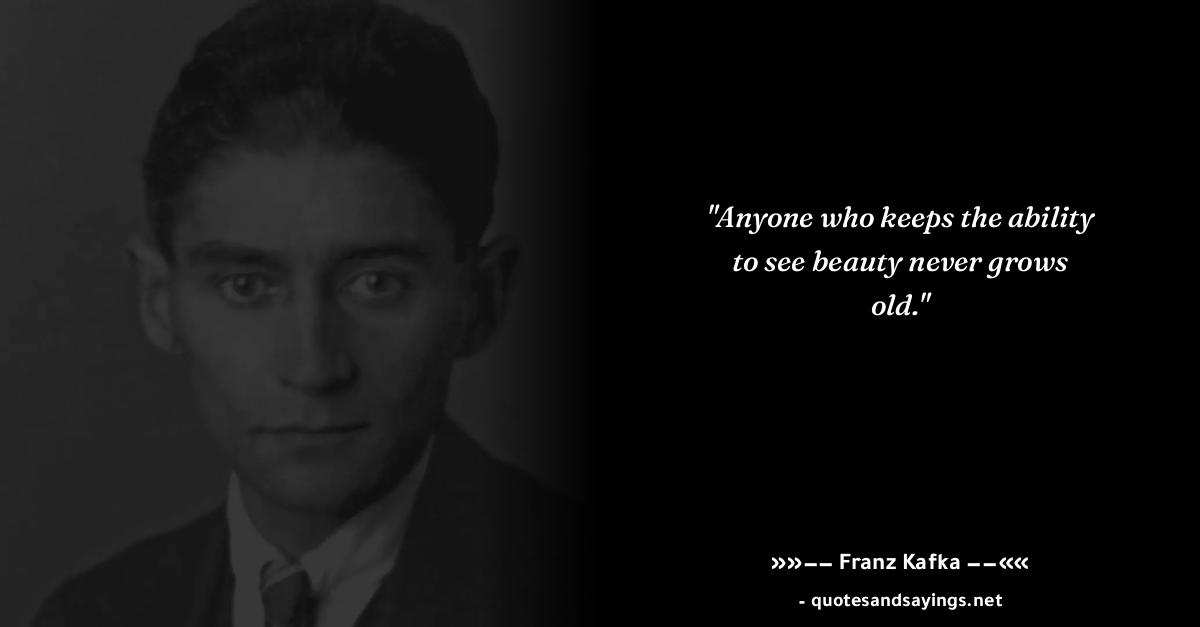 "Anyone who keeps the ability
to see beauty never grows
old."
»»−− Franz Kafka −−««
- quotesandsayings.net